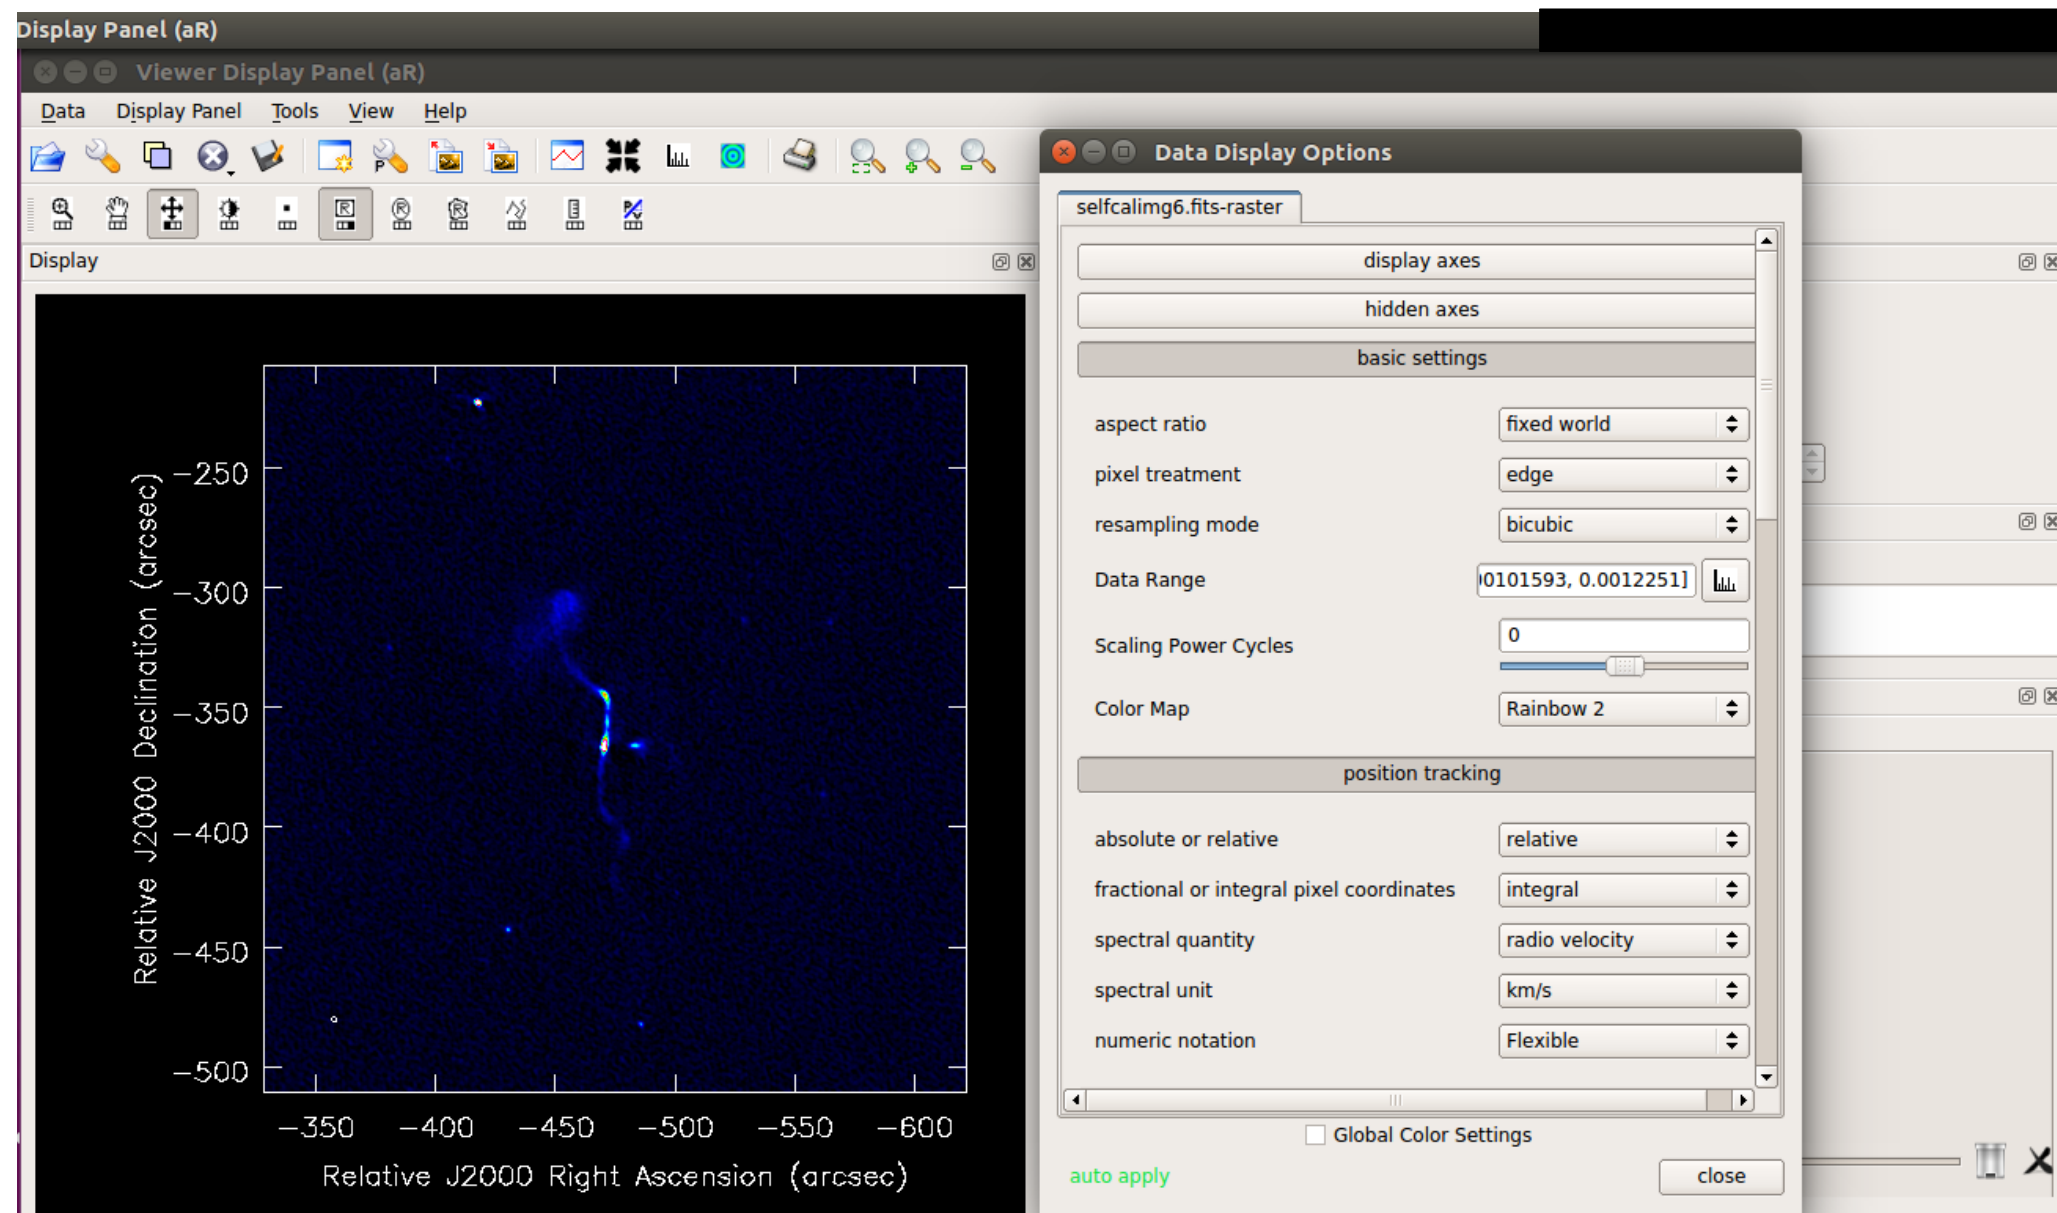 Display Panel (aR)
Viewer Display Panel (aR)
Data Display Panel Tools View Help
Data Display Options
selfcalimg6.fits-raster
Display
display axes
hidden axes
basic settings
aspect ratio fixed world
pixel treatment edge
resampling mode bicubic
Data Range 0101593, 0.0012251]
Scaling Power Cycles 0
Color Map Rainbow 2
position tracking
absolute or relative relative
fractional or integral pixel coordinates integral
spectral quantity radio velocity
spectral unit km/s
numeric notation Flexible
Global Color Settings
auto apply close
Relative J2000 Declination (arcsec)
−250
−300
−350
−400
−450
−500
−350 −400 −450 −500 −550 −600
Relative J2000 Right Ascension (arcsec)